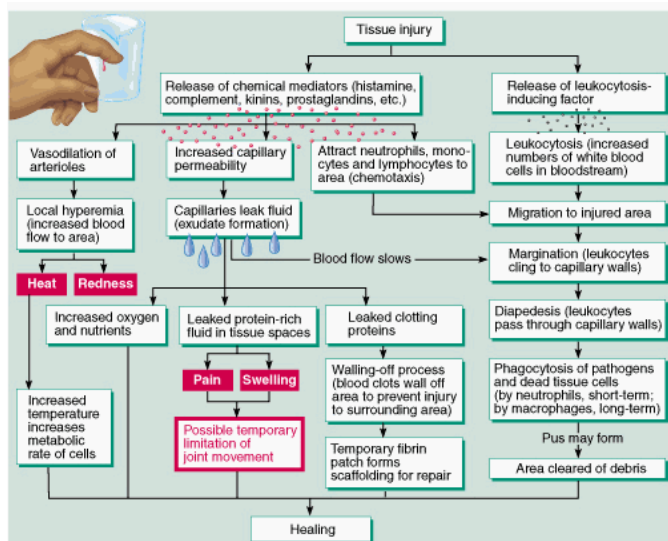 Tissue injury
Release of chemical mediators (histamine,
complement, kinins, prostaglandins, etc.)
Release of leukocytosis-
inducing factor
Vasodilation of
arterioles
Increased capillary
permeability
Attract neutrophils, mono-
cytes and lymphocytes to
area (chemotaxis)
Leukocytosis (increased
numbers of white blood
cells in bloodstream)
Local hyperemia
(increased blood
flow to area)
Capillaries leak fluid
(exudate formation)
Migration to injured area
Heat
Redness
Blood flow slows
Margination (leukocytes
cling to capillary walls)
Increased oxygen
and nutrients
Leaked protein-rich
fluid in tissue spaces
Leaked clotting
proteins
Diapedesis (leukocytes
pass through capillary walls)
Pain
Swelling
Walling-off process
(blood clots wall off
area to prevent injury
to surrounding area)
Phagocytosis of pathogens
and dead tissue cells
(by neutrophils, short-term;
by macrophages, long-term)
Increased
temperature
increases
metabolic
rate of cells
Possible temporary
limitation of
joint movement
Temporary fibrin
patch forms
scaffolding for repair
Pus may form
Area cleared of debris
Healing